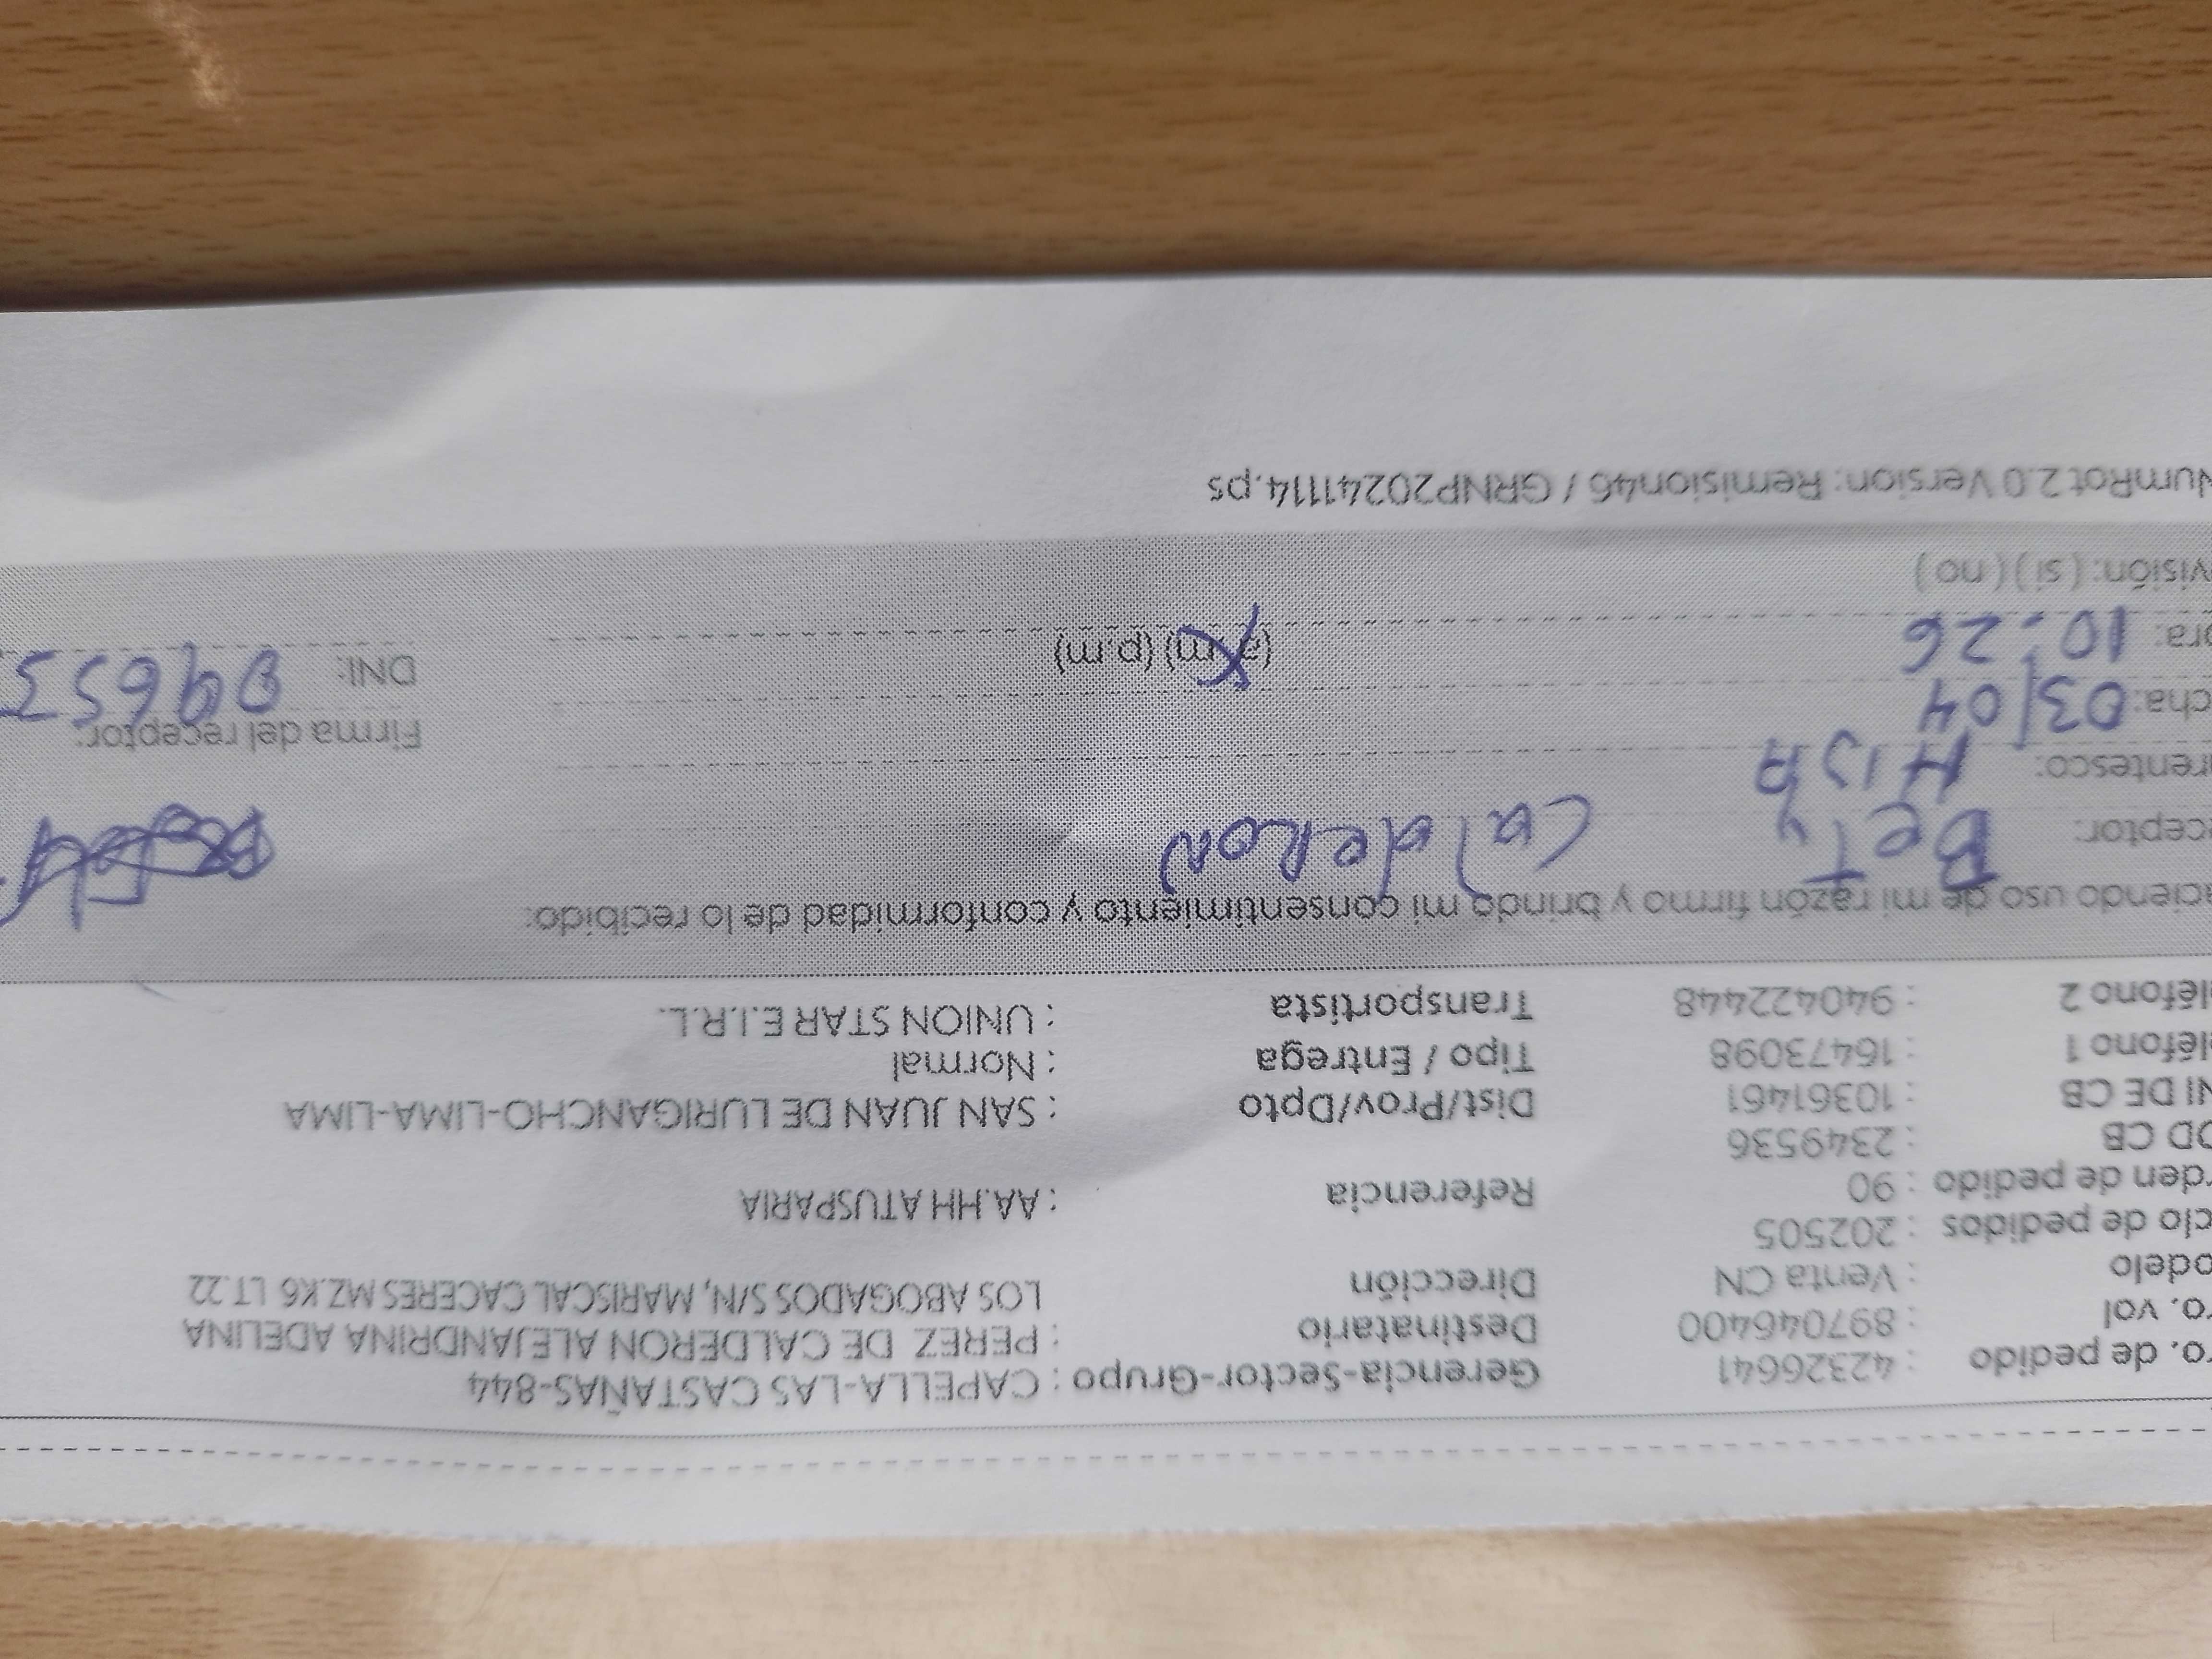 ro. de pedido : 42326641 Gerencia-Sector-Grupo : CAPELLA-LAS CASTAÑAS-844
ro. vol : 897046400 Destinatario : PEREZ DE CALDERON ALEJANDRINA ADELINA
odelo : Venta CN Dirección LOS ABOGADOS S/N, MARISCAL CACERES MZ.K6 LT.22
clo de pedidos : 202505
rden de pedido : 90 Referencia : AA.HH ATUSPARIA
OD CB : 2349536
NI DE CB : 10361461 Dist/Prov/Dpto : SAN JUAN DE LURIGANCHO-LIMA-LIMA
eléfono 1 : 16473098 Tipo / Entrega : Normal
eléfono 2 : 940422448 Transportista : UNION STAR E.I.R.L.
aciendo uso de mi razón firmo y brindo mi consentimiento y conformidad de lo recibido:
ceptor: BeTy CalderoN
rentesco: HIJA
cha: 03/04 Firma del receptor:
ora: 10:26 (a.m) (p.m) DNI: 09653
visión: (si) (no)
NumRot 2.0 Version: Remision46 / GRNP20241114.ps